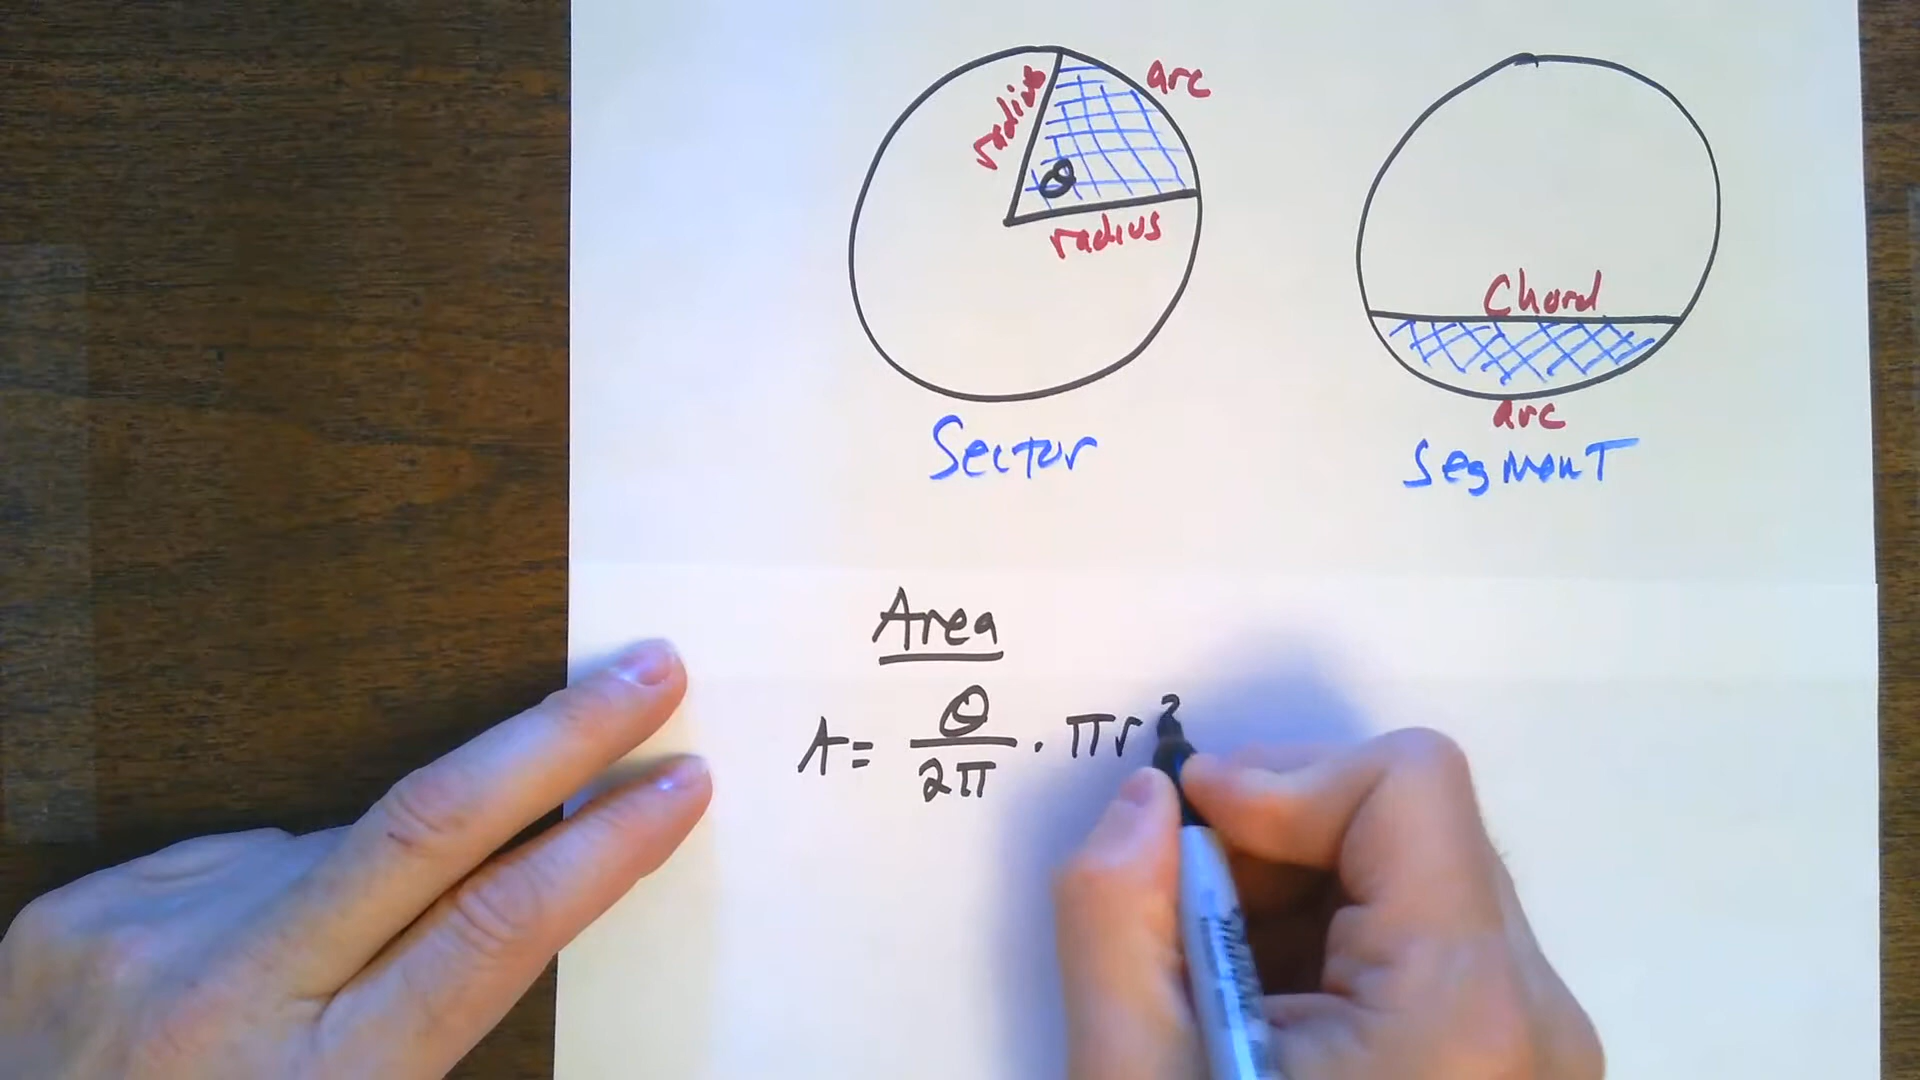 radius
arc
θ
radius
Chord
arc
Sector
Segment
Area
A = θ/2π · πr²